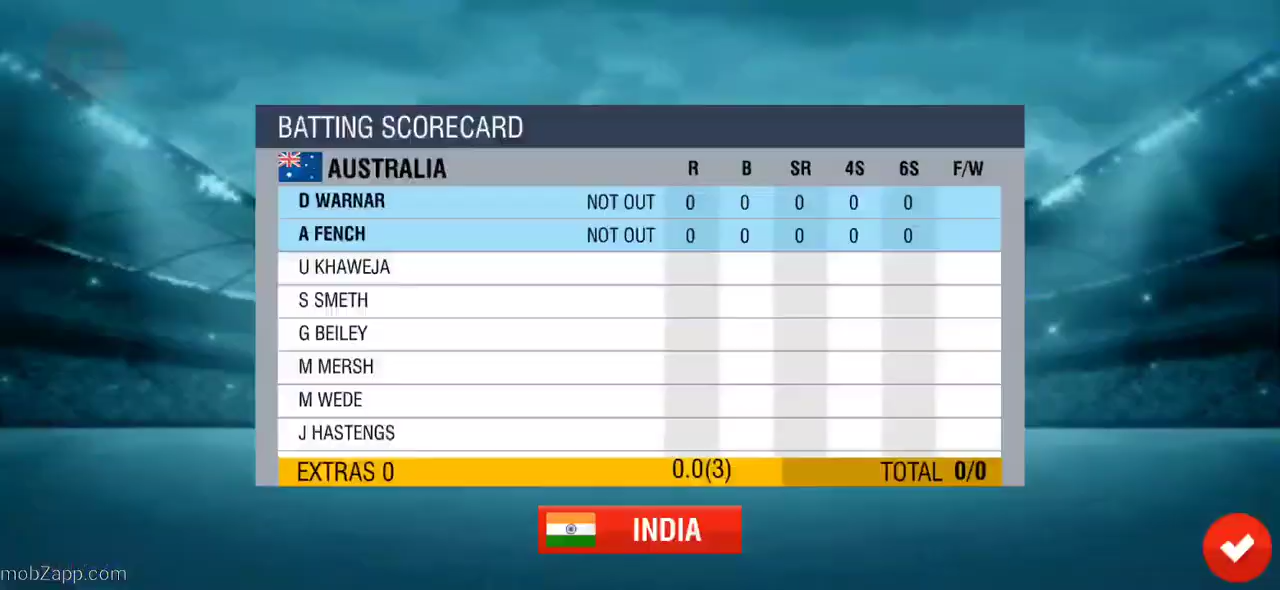 BATTING SCORECARD
AUSTRALIA R B SR 4S 6S F/W
D WARNAR NOT OUT 0 0 0 0 0
A FENCH NOT OUT 0 0 0 0 0
U KHAWEJA
S SMETH
G BEILEY
M MERSH
M WEDE
J HASTENGS
EXTRAS 0 0.0(3) TOTAL 0/0
INDIA
mobZapp.com